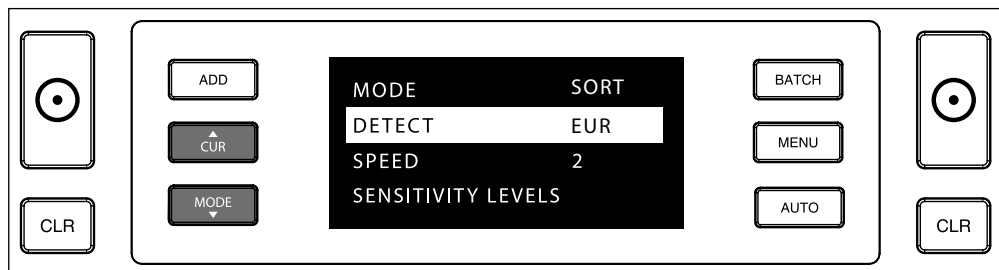 ADD
CUR
MODE
CLR
MODE SORT
DETECT EUR
SPEED 2
SENSITIVITY LEVELS
BATCH
MENU
AUTO
CLR